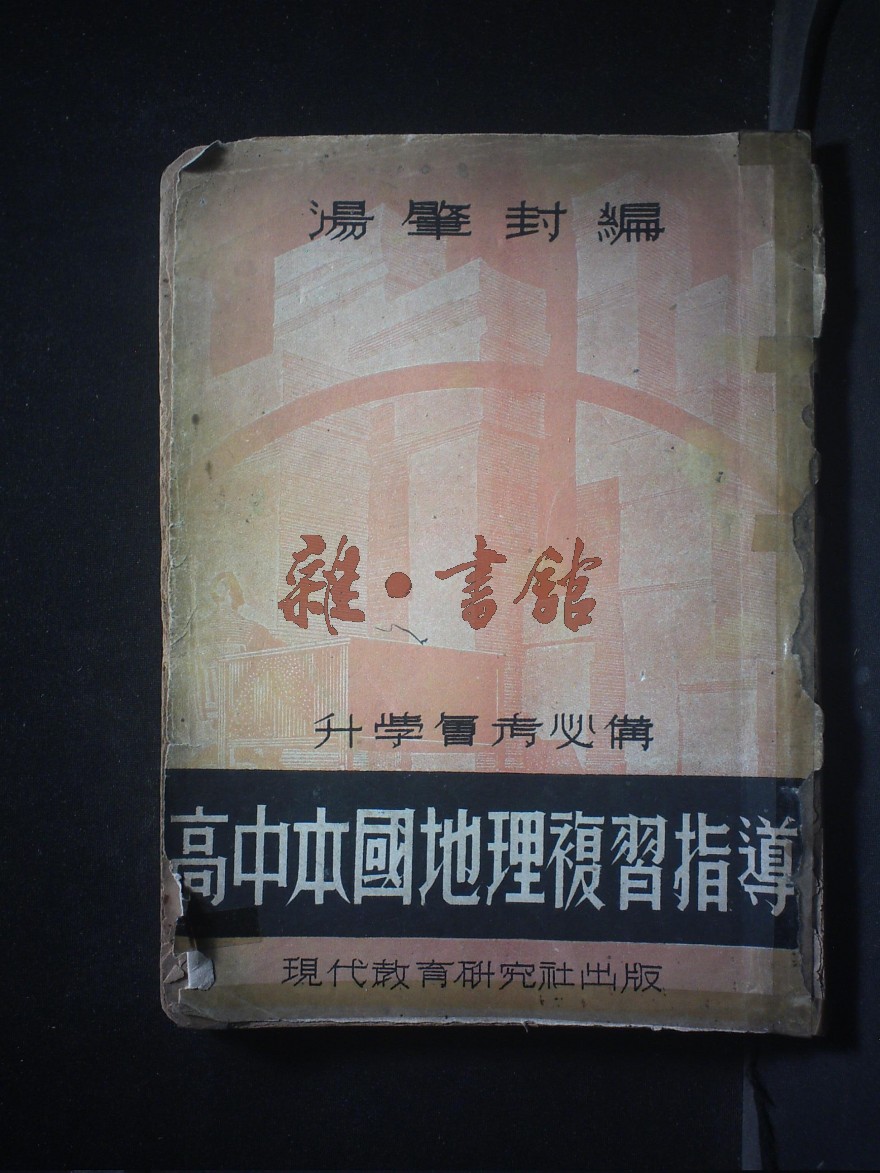 湯肇封編
雜·書館
升學會考必備
高中本國地理複習指導
現代教育研究社出版